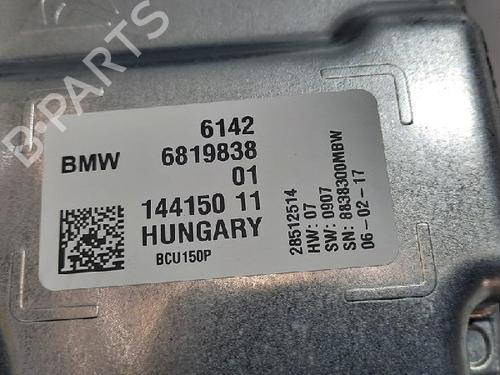 B-PARTS
6142
BMW 6819838
01
144150 11
HUNGARY
BCU150P
28512514
HW: 07
SW: 0907
SN: 8838300MBW
06-02-17